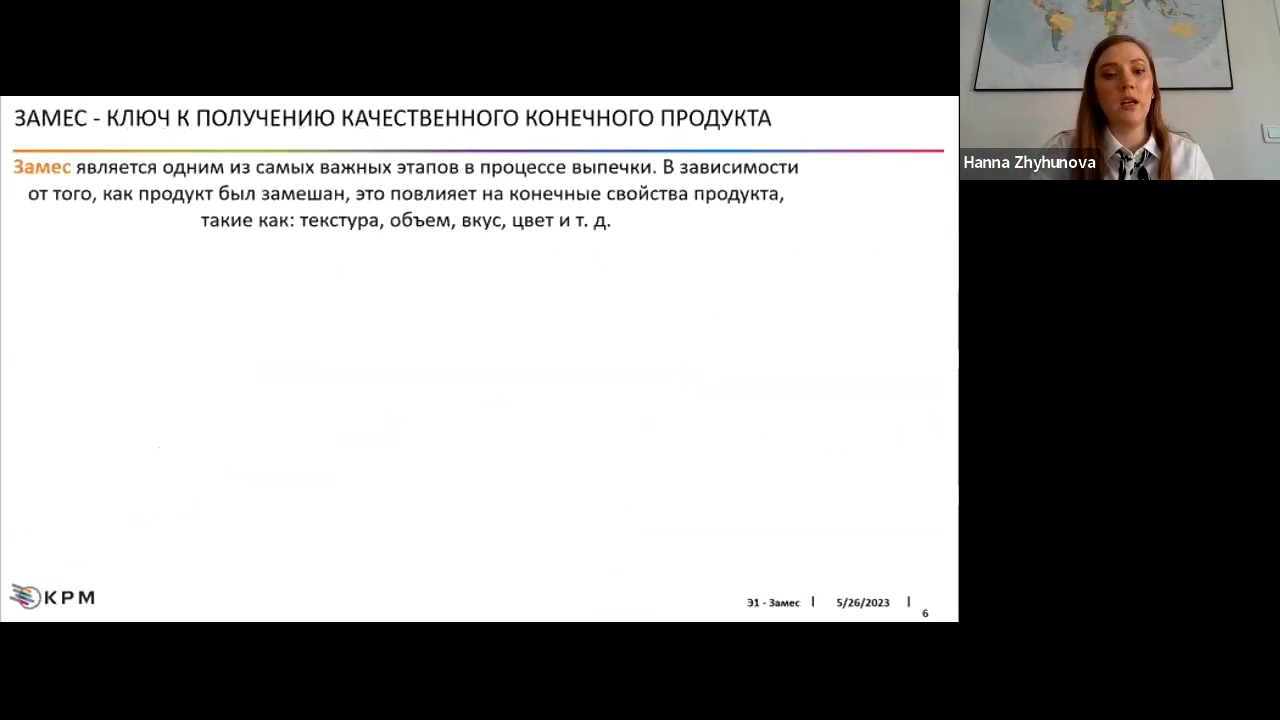 ЗАМЕС - КЛЮЧ К ПОЛУЧЕНИЮ КАЧЕСТВЕННОГО КОНЕЧНОГО ПРОДУКТА
Замес является одним из самых важных этапов в процессе выпечки. В зависимости
от того, как продукт был замешан, это повлияет на конечные свойства продукта,
такие как: текстура, объем, вкус, цвет и т. д.
KPM
Э1 - Замес | 5/26/2023 |
6
Hanna Zhyhunova